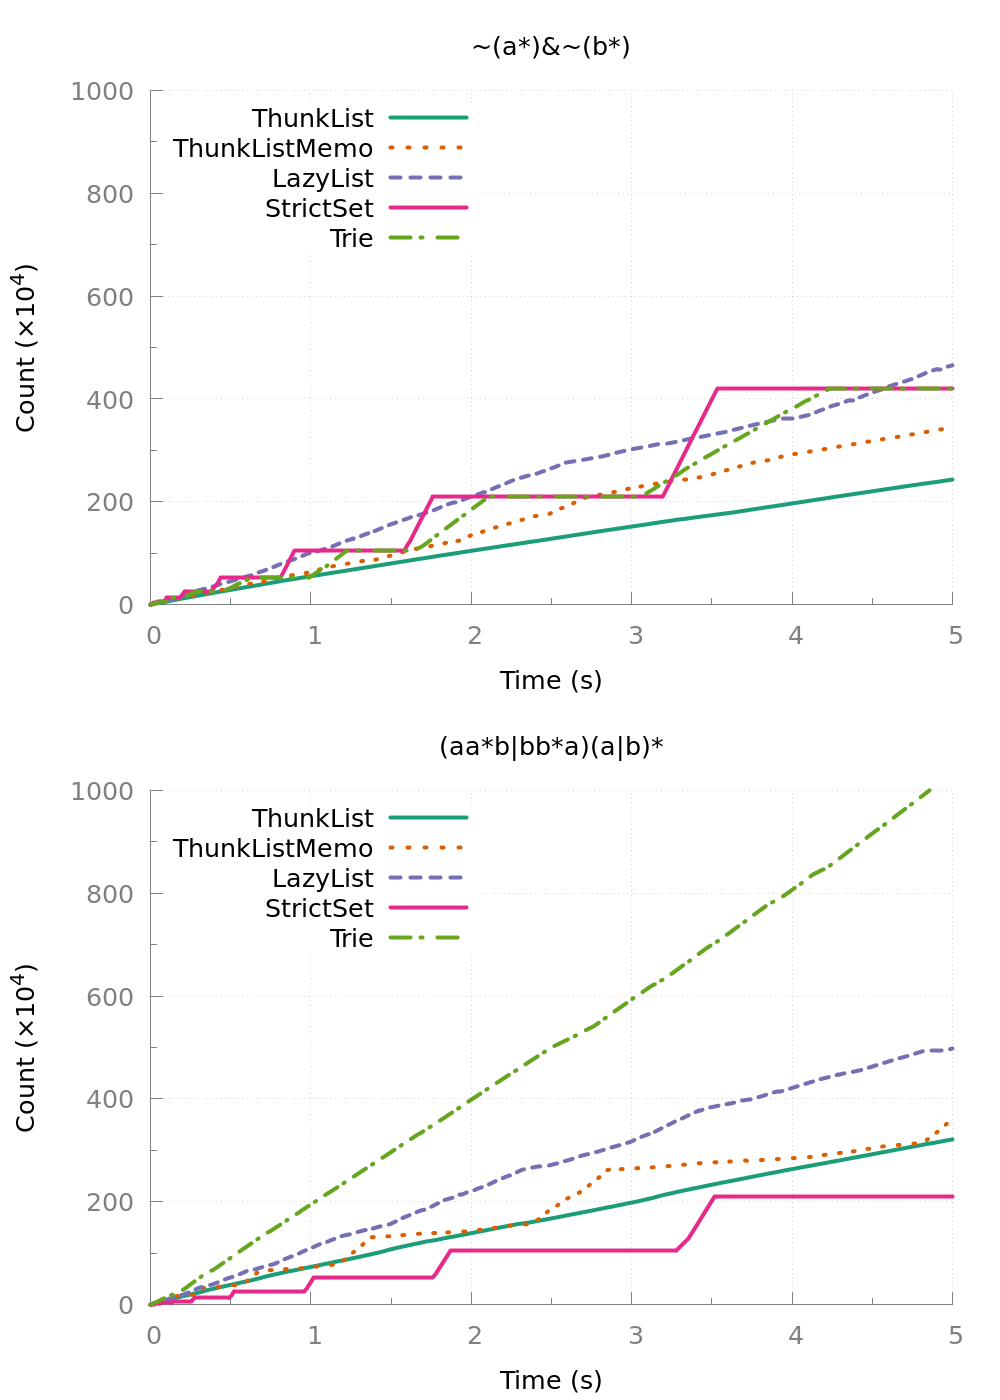 ~(a*)&~(b*)
1000
800
600
400
200
0
Count (×10⁴)
ThunkList
ThunkListMemo
LazyList
StrictSet
Trie
0 1 2 3 4 5
Time (s)
(aa*b|bb*a)(a|b)*
1000
800
600
400
200
0
Count (×10⁴)
ThunkList
ThunkListMemo
LazyList
StrictSet
Trie
0 1 2 3 4 5
Time (s)